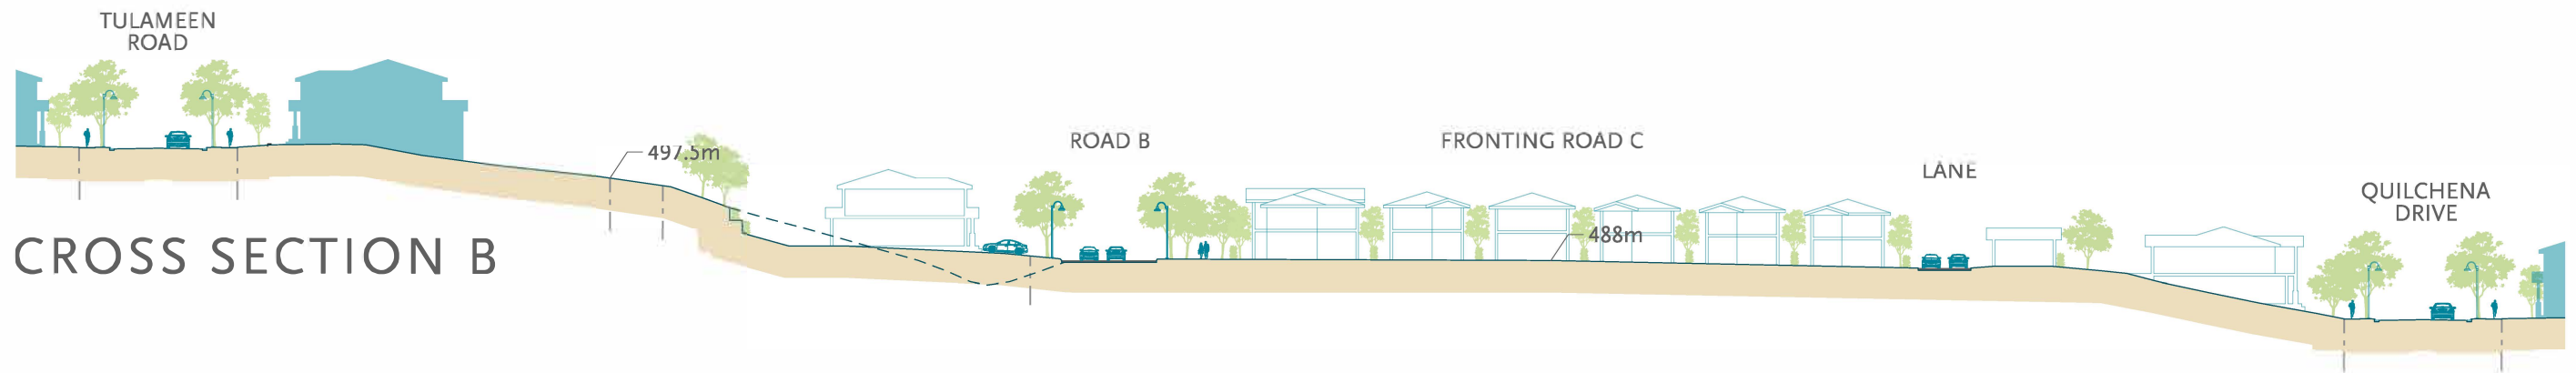 TULAMEEN
ROAD
497.5m
ROAD B
FRONTING ROAD C
488m
LANE
QUILCHENA
DRIVE
CROSS SECTION B